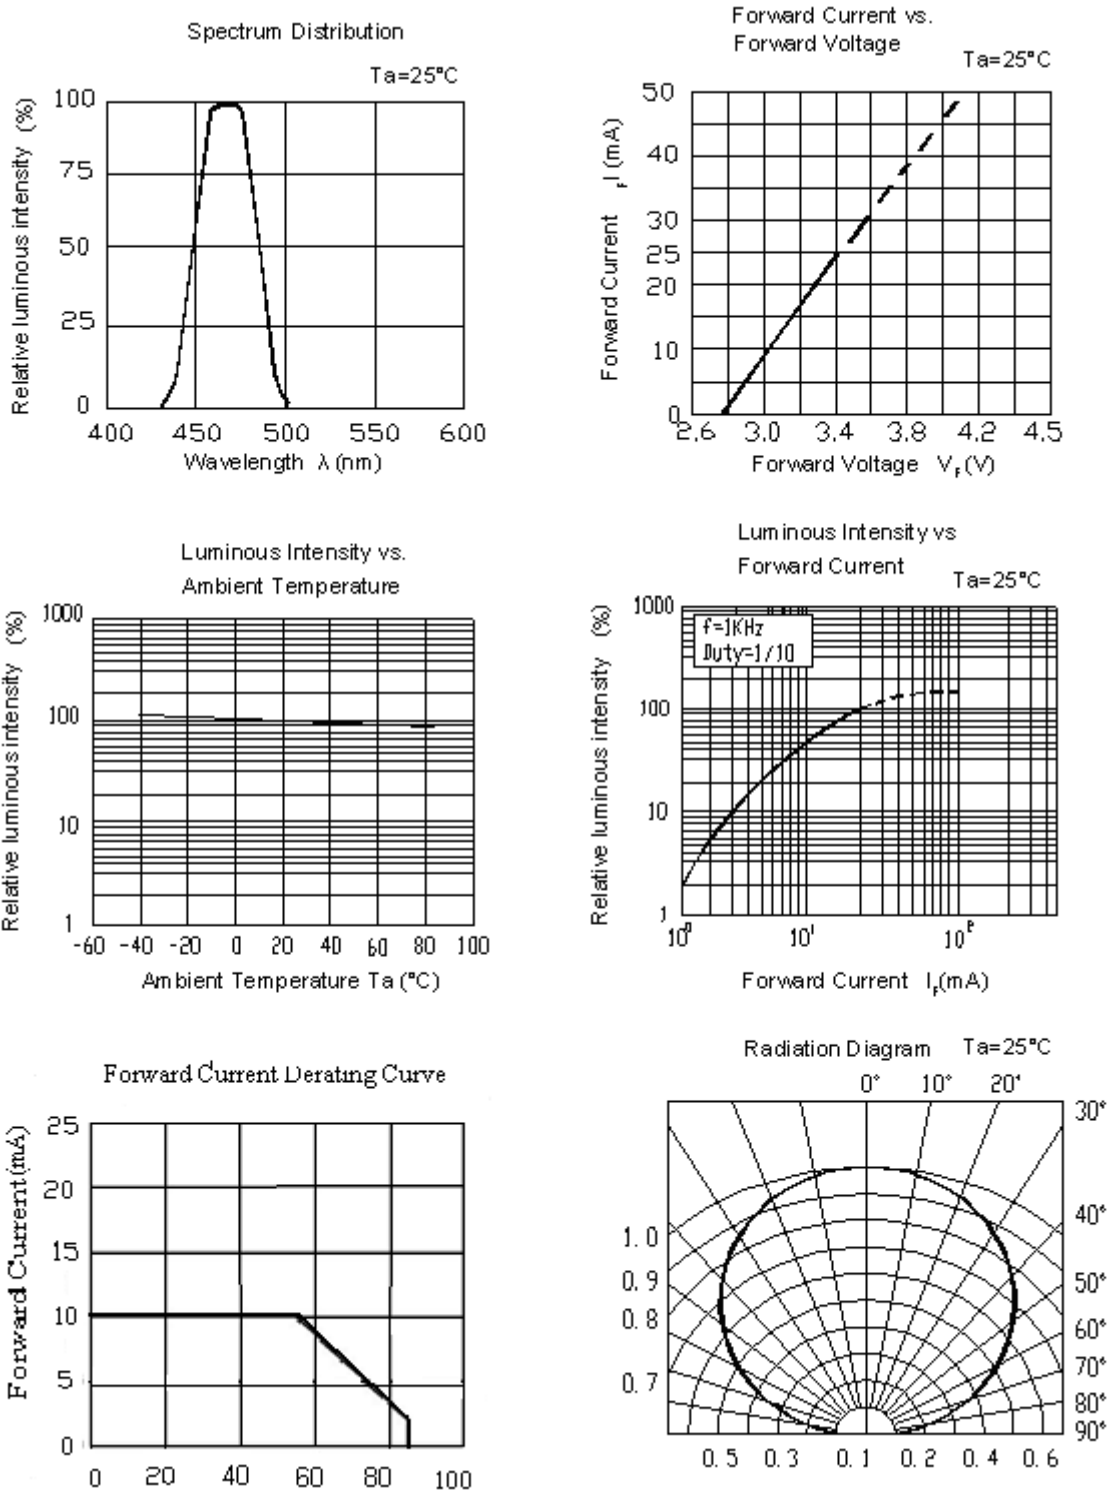 Spectrum Distribution
Ta=25°C
Relative luminous intensity (%)
100
75
50
25
0
400 450 500 550 600
Wavelength λ (nm)
Forward Current vs.
Forward Voltage
Ta=25°C
Forward Current FI (mA)
50
40
30
25
20
10
0
2.6 3.0 3.4 3.8 4.2 4.5
Forward Voltage VF (V)
Luminous Intensity vs.
Ambient Temperature
Relative luminous intensity (%)
1000
100
10
1
-60 -40 -20 0 20 40 60 80 100
Ambient Temperature Ta (°C)
Luminous Intensity vs
Forward Current
Ta=25°C
Relative luminous intensity (%)
1000
f=1KHz
Duty=1/10
100
10
1
10⁰ 10¹ 10²
Forward Current IF(mA)
Forward Current Derating Curve
Forward Current(mA)
25
20
15
10
5
0
0 20 40 60 80 100
Radiation Diagram Ta=25°C
0° 10° 20°
30°
40°
1.0
0.9
50°
0.8
60°
70°
0.7
80°
90°
0.5 0.3 0.1 0.2 0.4 0.6